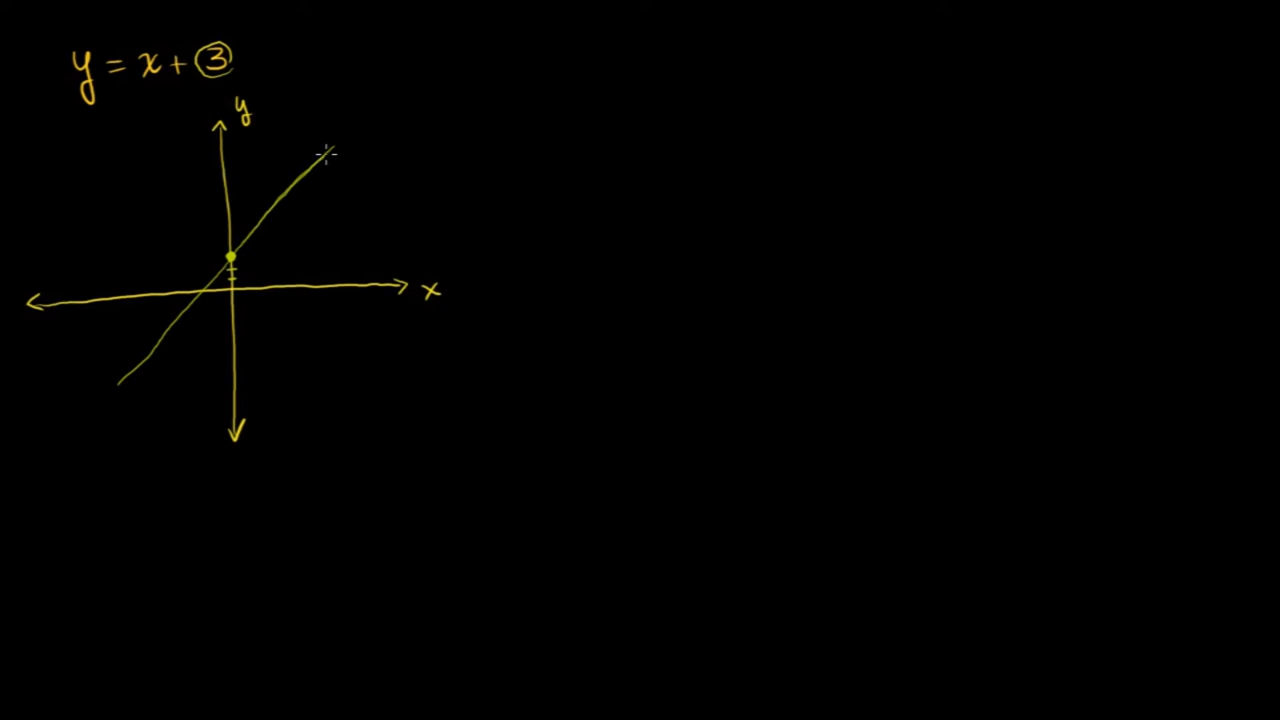 y = x + 3
y
x